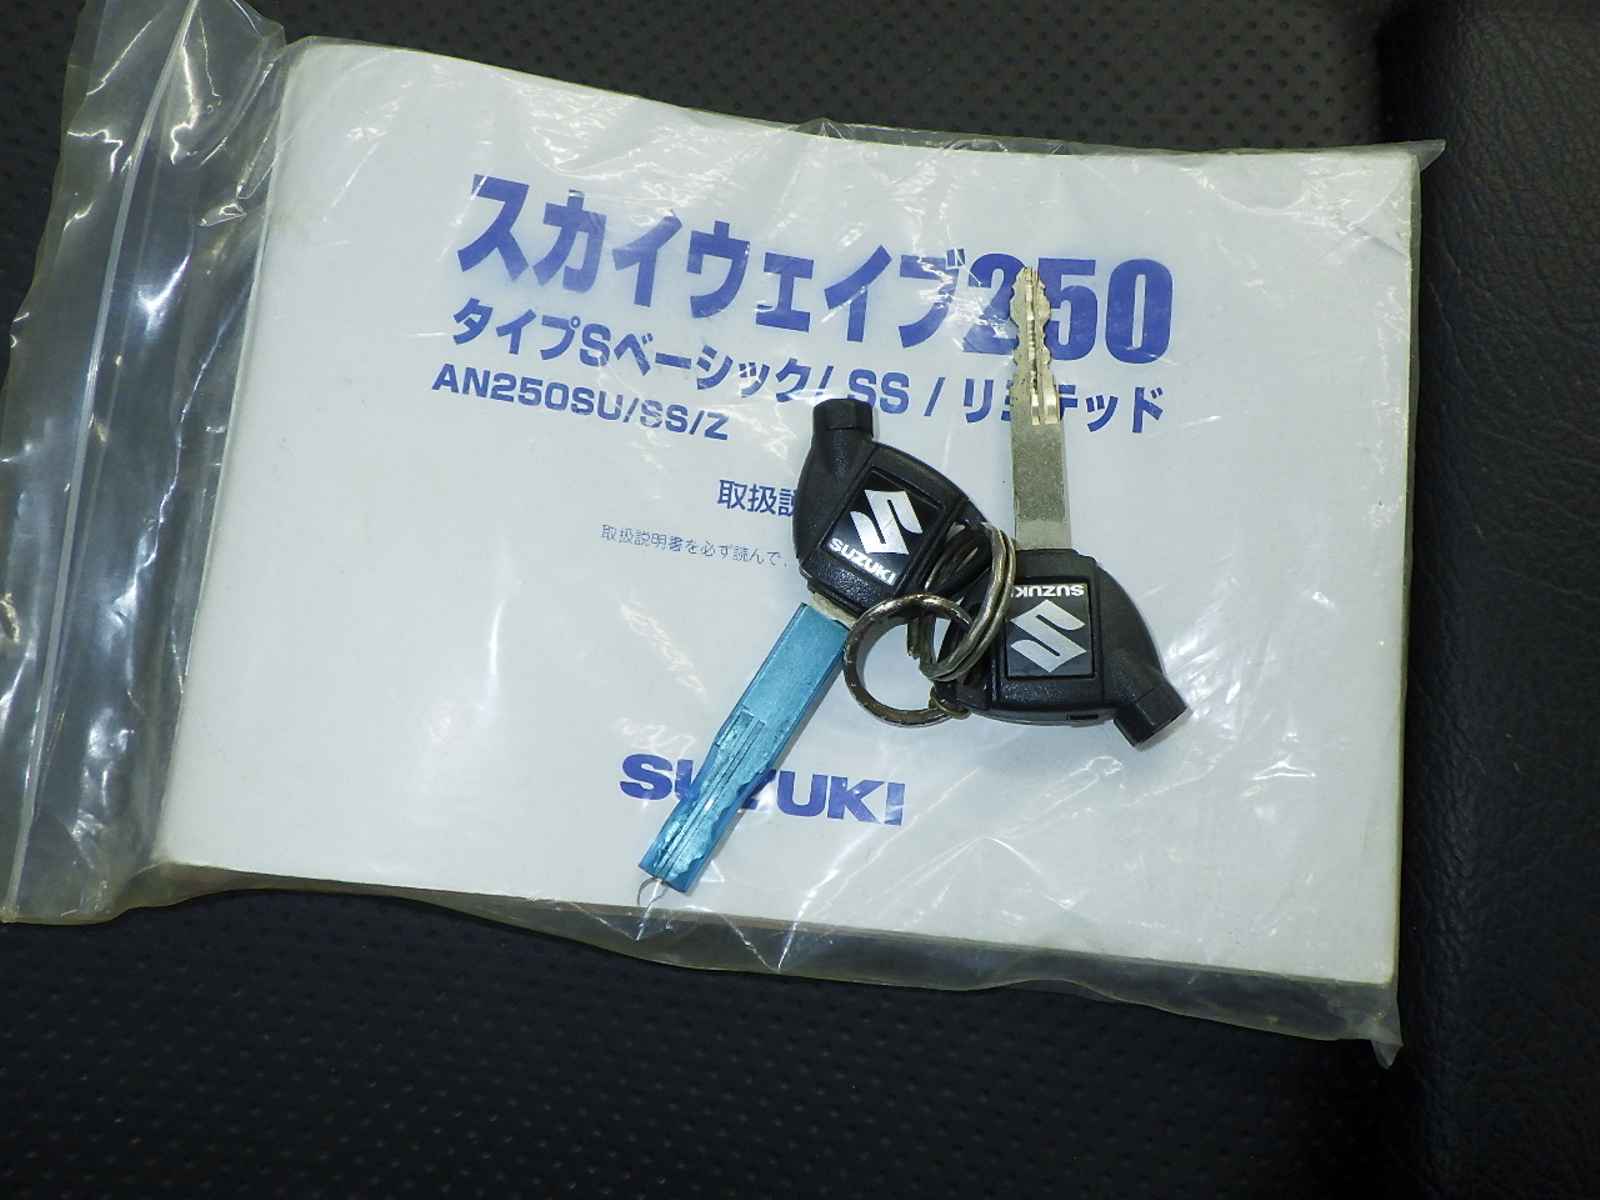 スカイウェイブ250
タイプSベーシック/ SS / リミテッド
AN250SU/SS/Z
取扱説
取扱説明書を必ず読んで、
SUZUKI
SUZUKI
SUZUKI